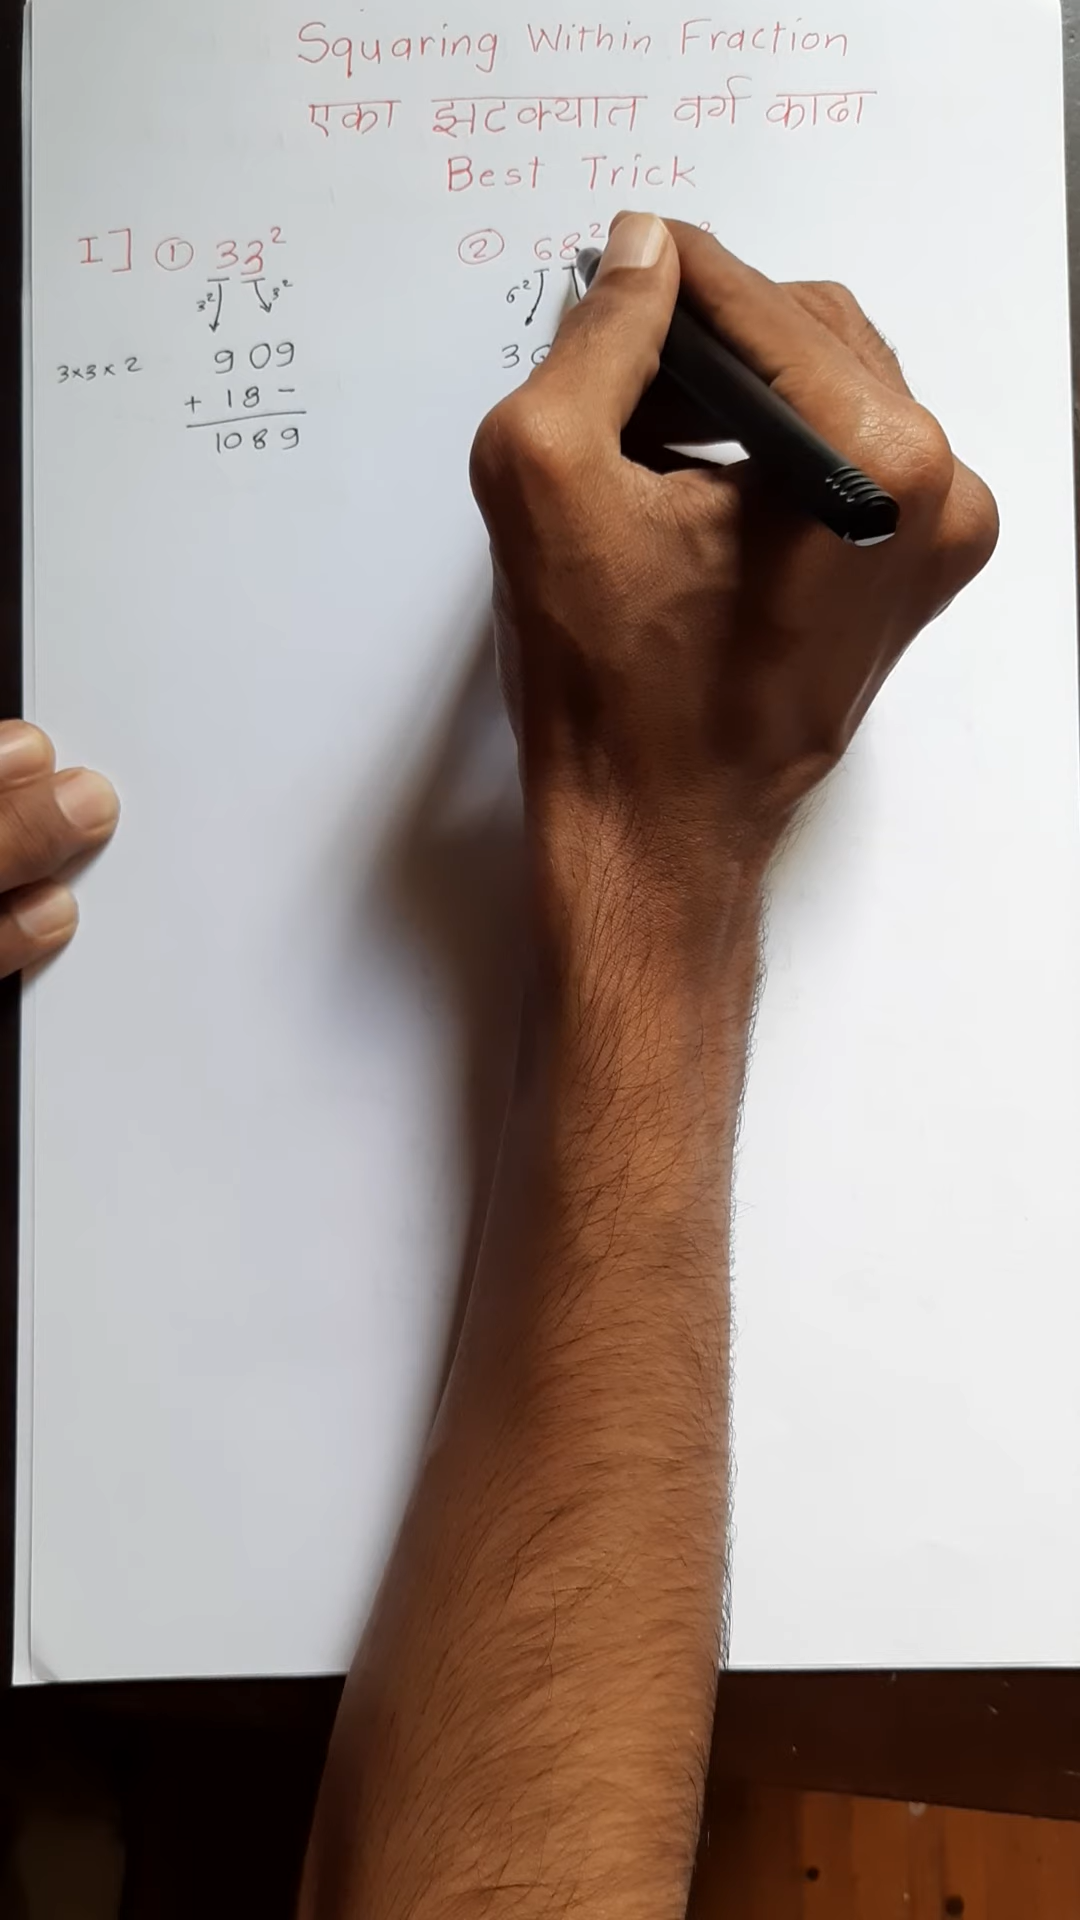 Squaring Within Fraction
एका झटक्यात वर्ग काढा
Best Trick
I] ① 33²
3² 3²
3×3×2
909
+ 18 -
1089
② 68²
6²
36